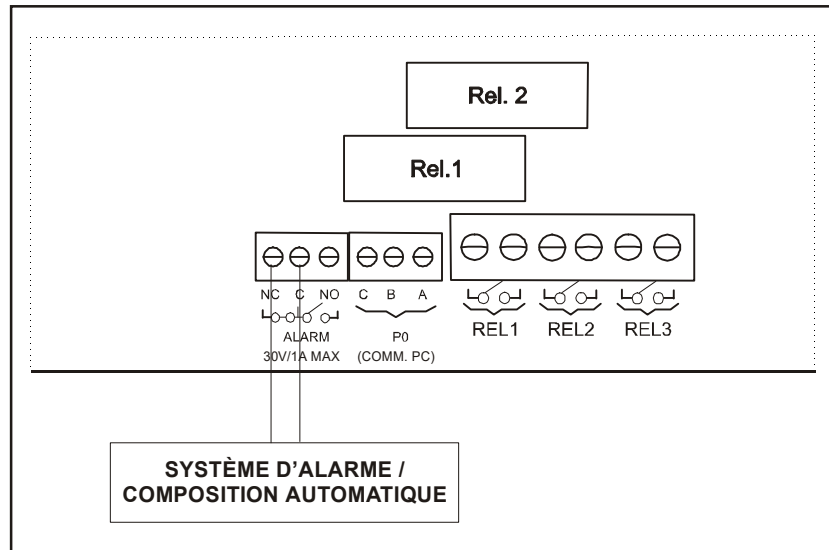 Rel. 2
Rel.1
NC C NO C B A
REL1 REL2 REL3
ALARM P0
30V/1A MAX (COMM. PC)
SYSTÈME D'ALARME /
COMPOSITION AUTOMATIQUE